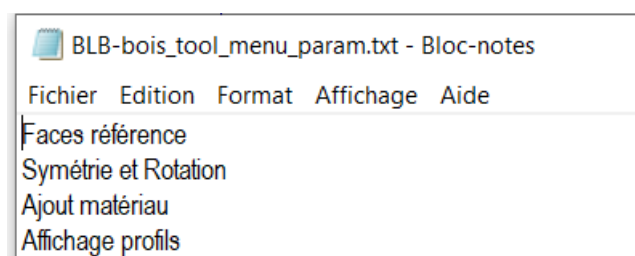 BLB-bois_tool_menu_param.txt - Bloc-notes
Fichier Edition Format Affichage Aide
Faces référence
Symétrie et Rotation
Ajout matériau
Affichage profils